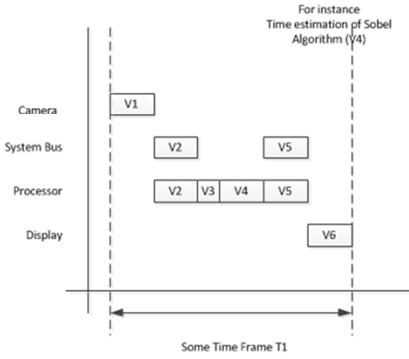 For instance
Time estimation of Sobel
Algorithm (V4)
Camera
V1
System Bus
V2
V5
Processor
V2
V3
V4
V5
Display
V6
Some Time Frame T1